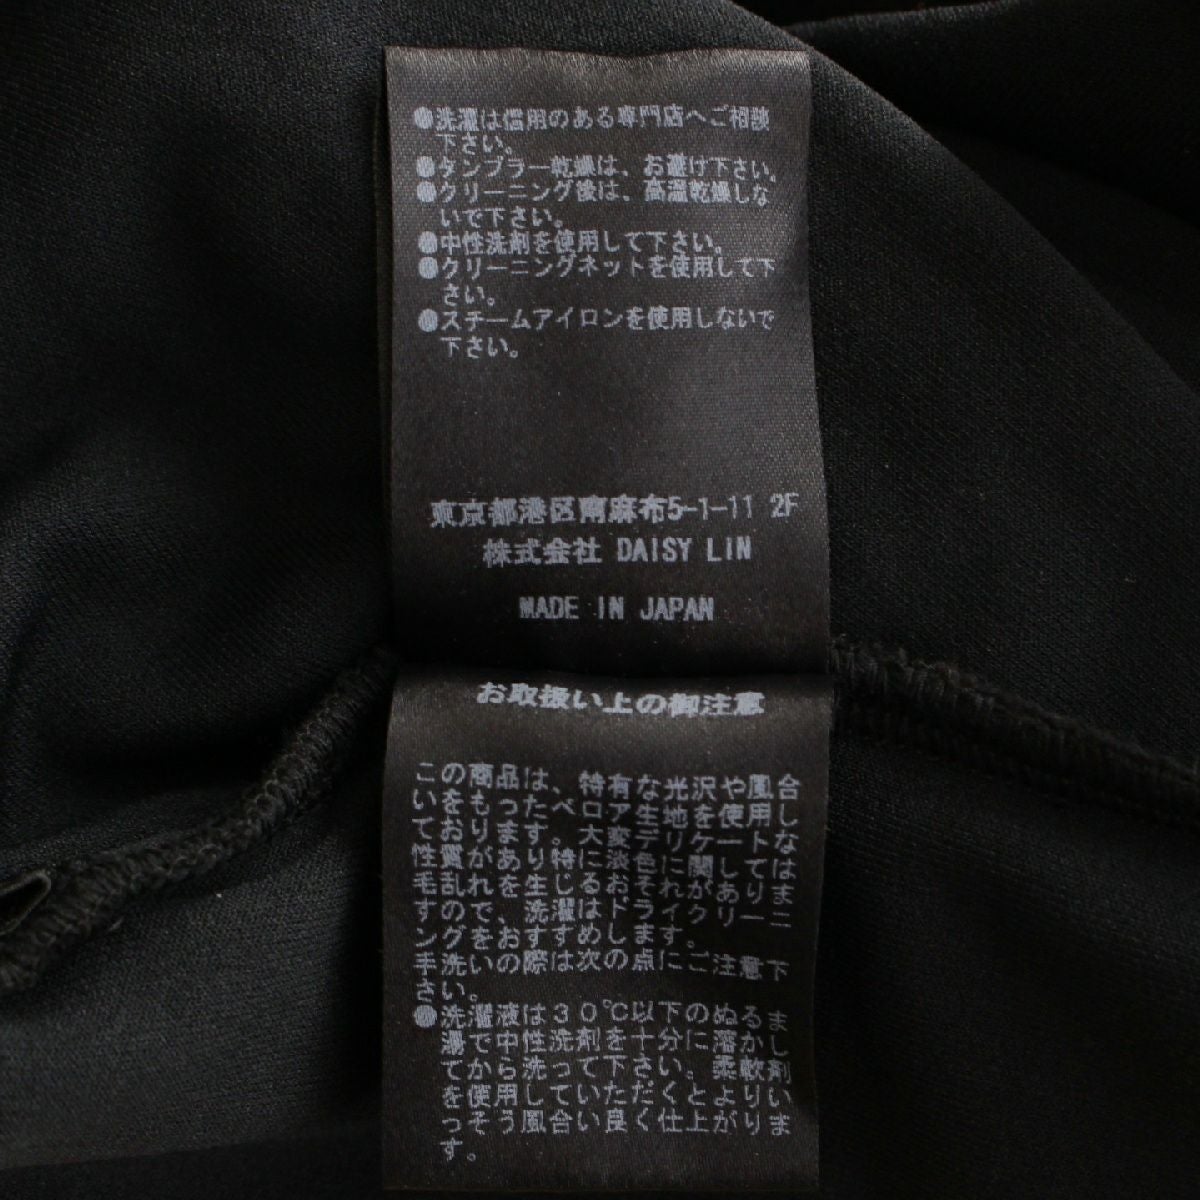 ●洗濯は信用のある専門店へご相談
下さい。
●タンブラー乾燥は、お避け下さい。
●クリーニング後は、高温乾燥しな
いで下さい。
●中性洗剤を使用して下さい。
●クリーニングネットを使用して下
さい。
●スチームアイロンを使用しないで
下さい。
東京都港区南麻布5-1-11 2F
株式会社 DAISY LIN
MADE IN JAPAN
お取扱い上の御注意
この商品は、特有な光沢や風合
いをもったベロア生地を使用し
ております。大変デリケートな
性質があり特に淡色に関しては
毛乱れを生じるおそれがありま
すので、洗濯はドライクリーニ
ングをおすすめします。
手洗いの際は次の点にご注意下
さい。
●洗濯液は30℃以下のぬるま
湯で中性洗剤を十分に溶かし
てから洗って下さい。柔軟剤
を使用していただくとよりい
っそう風合い良く仕上がりま
す。